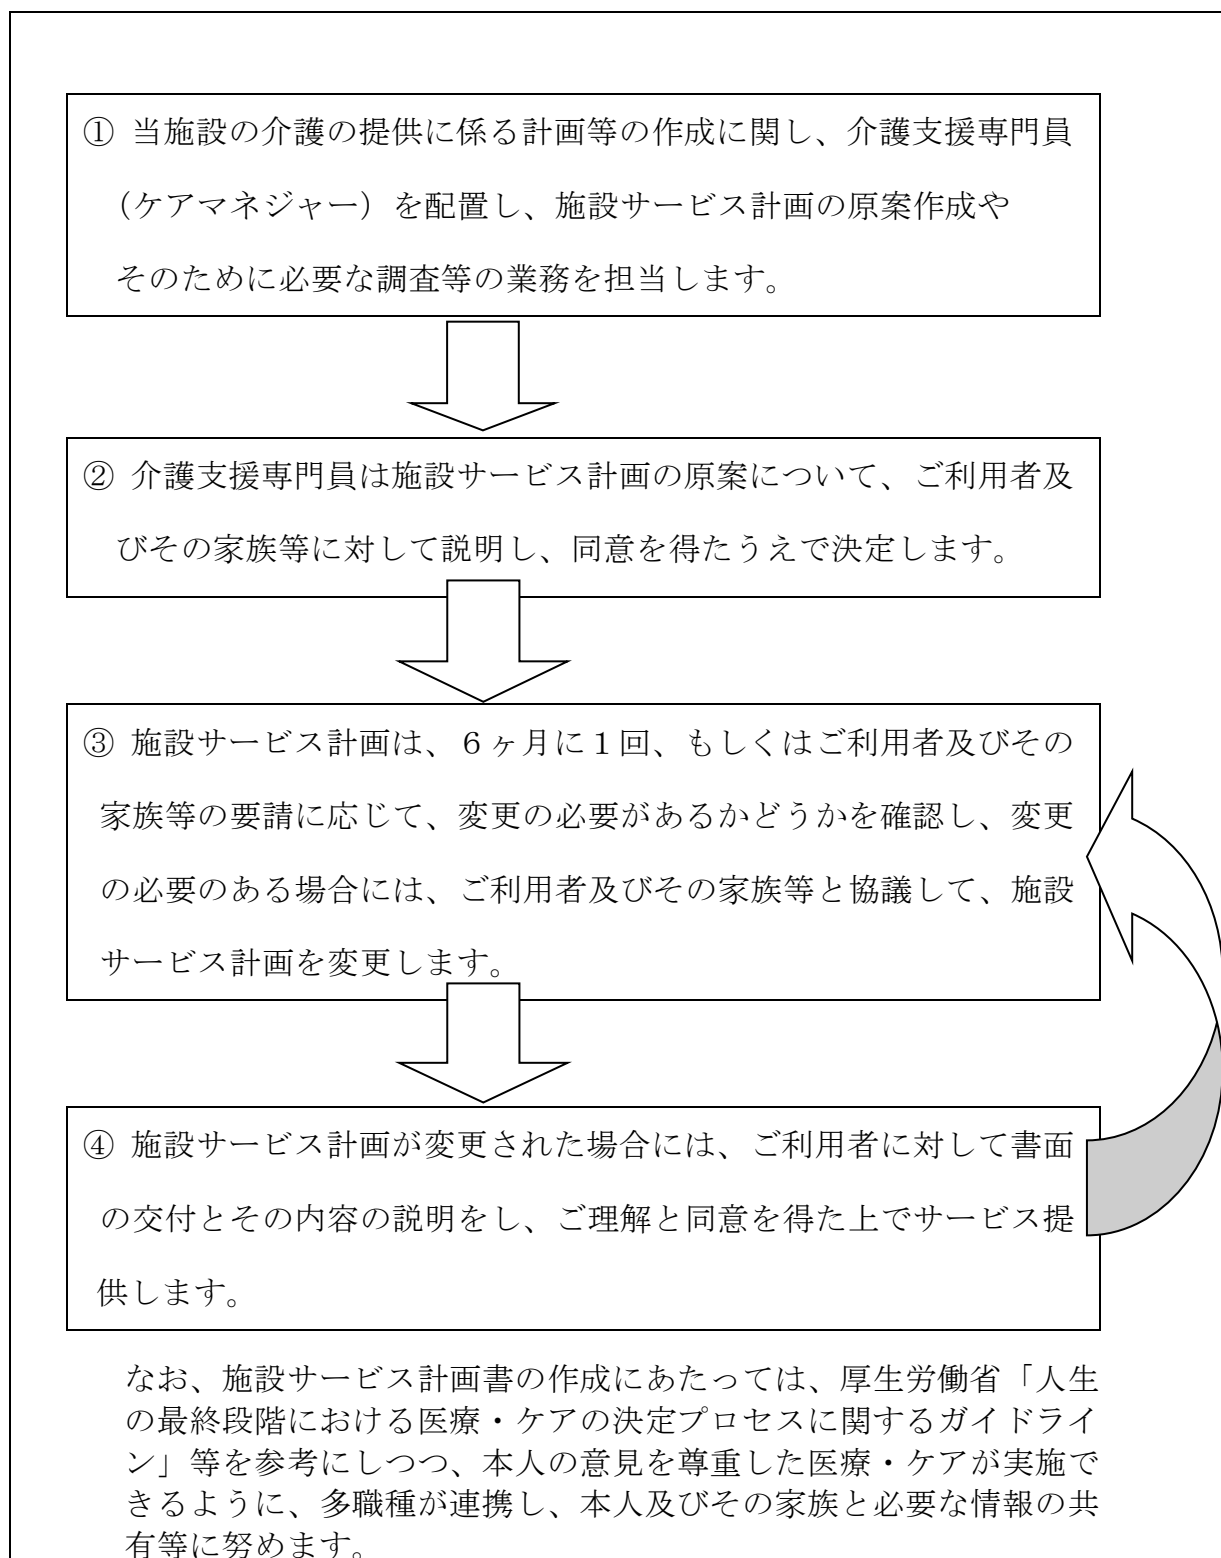 ① 当施設の介護の提供に係る計画等の作成に関し、介護支援専門員
（ケアマネジャー）を配置し、施設サービス計画の原案作成や
そのために必要な調査等の業務を担当します。
② 介護支援専門員は施設サービス計画の原案について、ご利用者及
びその家族等に対して説明し、同意を得たうえで決定します。
③ 施設サービス計画は、６ヶ月に１回、もしくはご利用者及びその
家族等の要請に応じて、変更の必要があるかどうかを確認し、変更
の必要のある場合には、ご利用者及びその家族等と協議して、施設
サービス計画を変更します。
④ 施設サービス計画が変更された場合には、ご利用者に対して書面
の交付とその内容の説明をし、ご理解と同意を得た上でサービス提
供します。
なお、施設サービス計画書の作成にあたっては、厚生労働省「人生
の最終段階における医療・ケアの決定プロセスに関するガイドライ
ン」等を参考にしつつ、本人の意見を尊重した医療・ケアが実施で
きるように、多職種が連携し、本人及びその家族と必要な情報の共
有等に努めます。